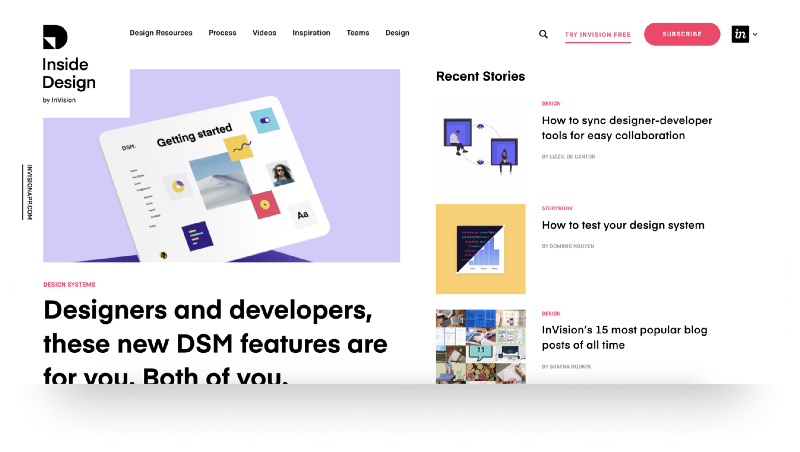 Design Resources Process Videos Inspiration Teams Design
TRY INVISION FREE
SUBSCRIBE
in
Inside
Design
by InVision
INVISIONAPP.COM
DSM.
Getting started
Aa
DESIGN SYSTEMS
Designers and developers,
these new DSM features are
for you. Both of you.
Recent Stories
DESIGN
How to sync designer-developer
tools for easy collaboration
BY LIZZIE DE CANTOR
STORYBOOK
How to test your design system
BY DOMINIC NGUYEN
DESIGN
InVision's 15 most popular blog
posts of all time
BY SHAYNA HODKIN